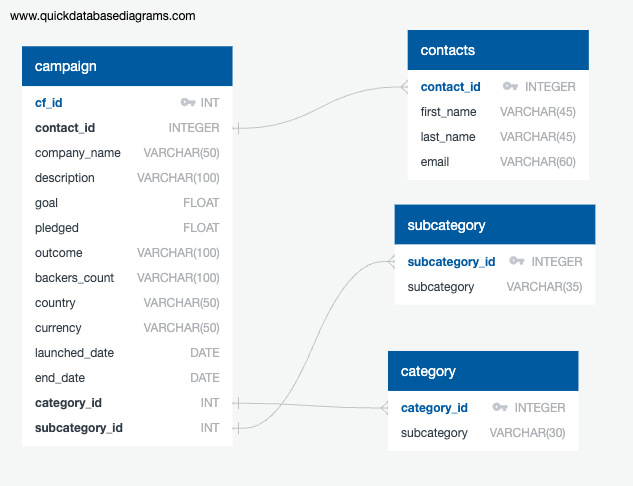 www.quickdatabasediagrams.com
campaign
cf_id INT
contact_id INTEGER
company_name VARCHAR(50)
description VARCHAR(100)
goal FLOAT
pledged FLOAT
outcome VARCHAR(100)
backers_count VARCHAR(100)
country VARCHAR(50)
currency VARCHAR(50)
launched_date DATE
end_date DATE
category_id INT
subcategory_id INT
contacts
contact_id INTEGER
first_name VARCHAR(45)
last_name VARCHAR(45)
email VARCHAR(60)
subcategory
subcategory_id INTEGER
subcategory VARCHAR(35)
category
category_id INTEGER
subcategory VARCHAR(30)